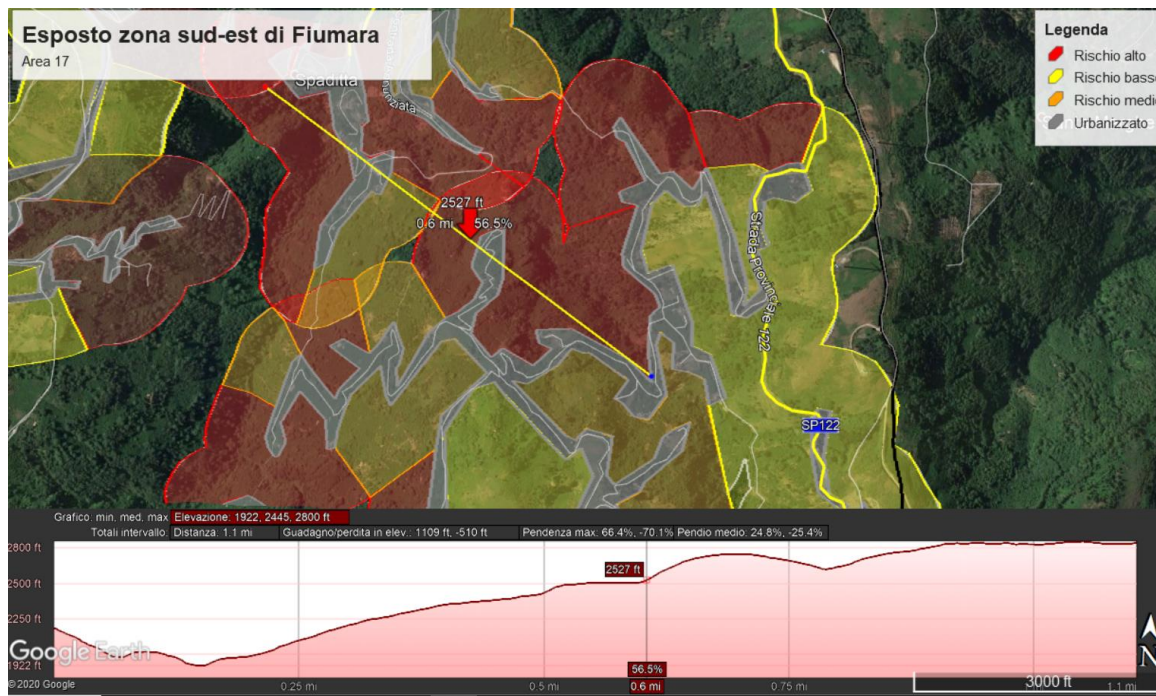 Esposto zona sud-est di Fiumara
Area 17
Legenda
Rischio alto
Rischio basso
Rischio medio
Urbanizzato
Spaditta
nunziata
2527 ft
0.6 mi 56.5%
Strada Provinciale 122
SP122
Grafico: min. med. max Elevazione: 1922, 2445, 2800 ft
Totali intervallo: Distanza: 1.1 mi Guadagno/perdita in elev.: 1109 ft, -510 ft Pendenza max: 66.4%, -70.1% Pendio medio: 24.8%, -25.4%
2800 ft
2527 ft
2500 ft
2250 ft
Google Earth
1922 ft
56.5%
N
© 2020 Google
0.25 mi 0.5 mi 0.6 mi 0.75 mi 3000 ft 1.1 mi